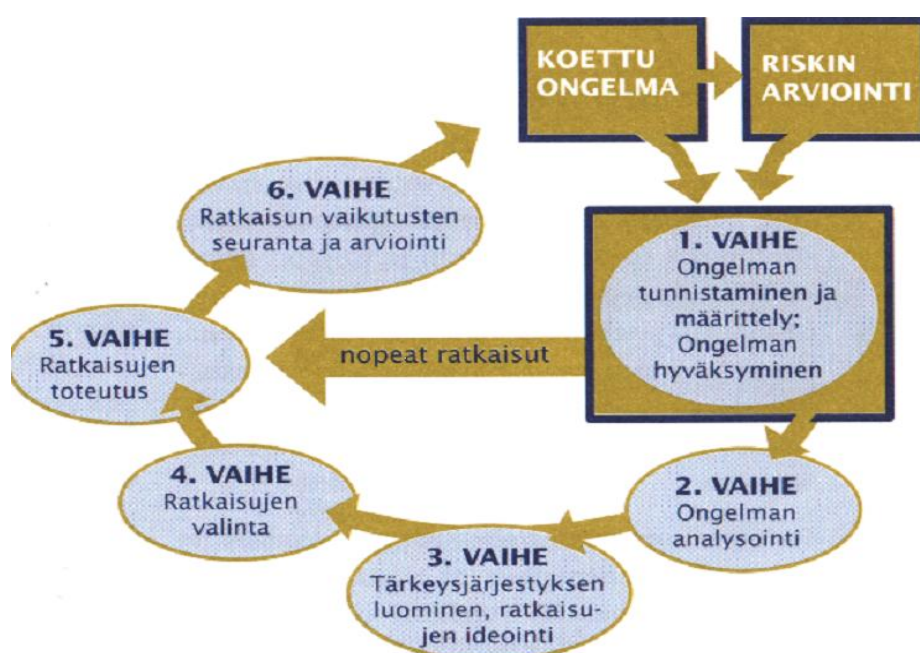 KOETTU
ONGELMA
RISKIN
ARVIOINTI
1. VAIHE
Ongelman
tunnistaminen ja
määrittely;
Ongelman
hyväksyminen
2. VAIHE
Ongelman
analysointi
3. VAIHE
Tärkeysjärjestyksen
luominen, ratkaisu-
jen ideointi
4. VAIHE
Ratkaisujen
valinta
5. VAIHE
Ratkaisujen
toteutus
6. VAIHE
Ratkaisun vaikutusten
seuranta ja arviointi
nopeat ratkaisut